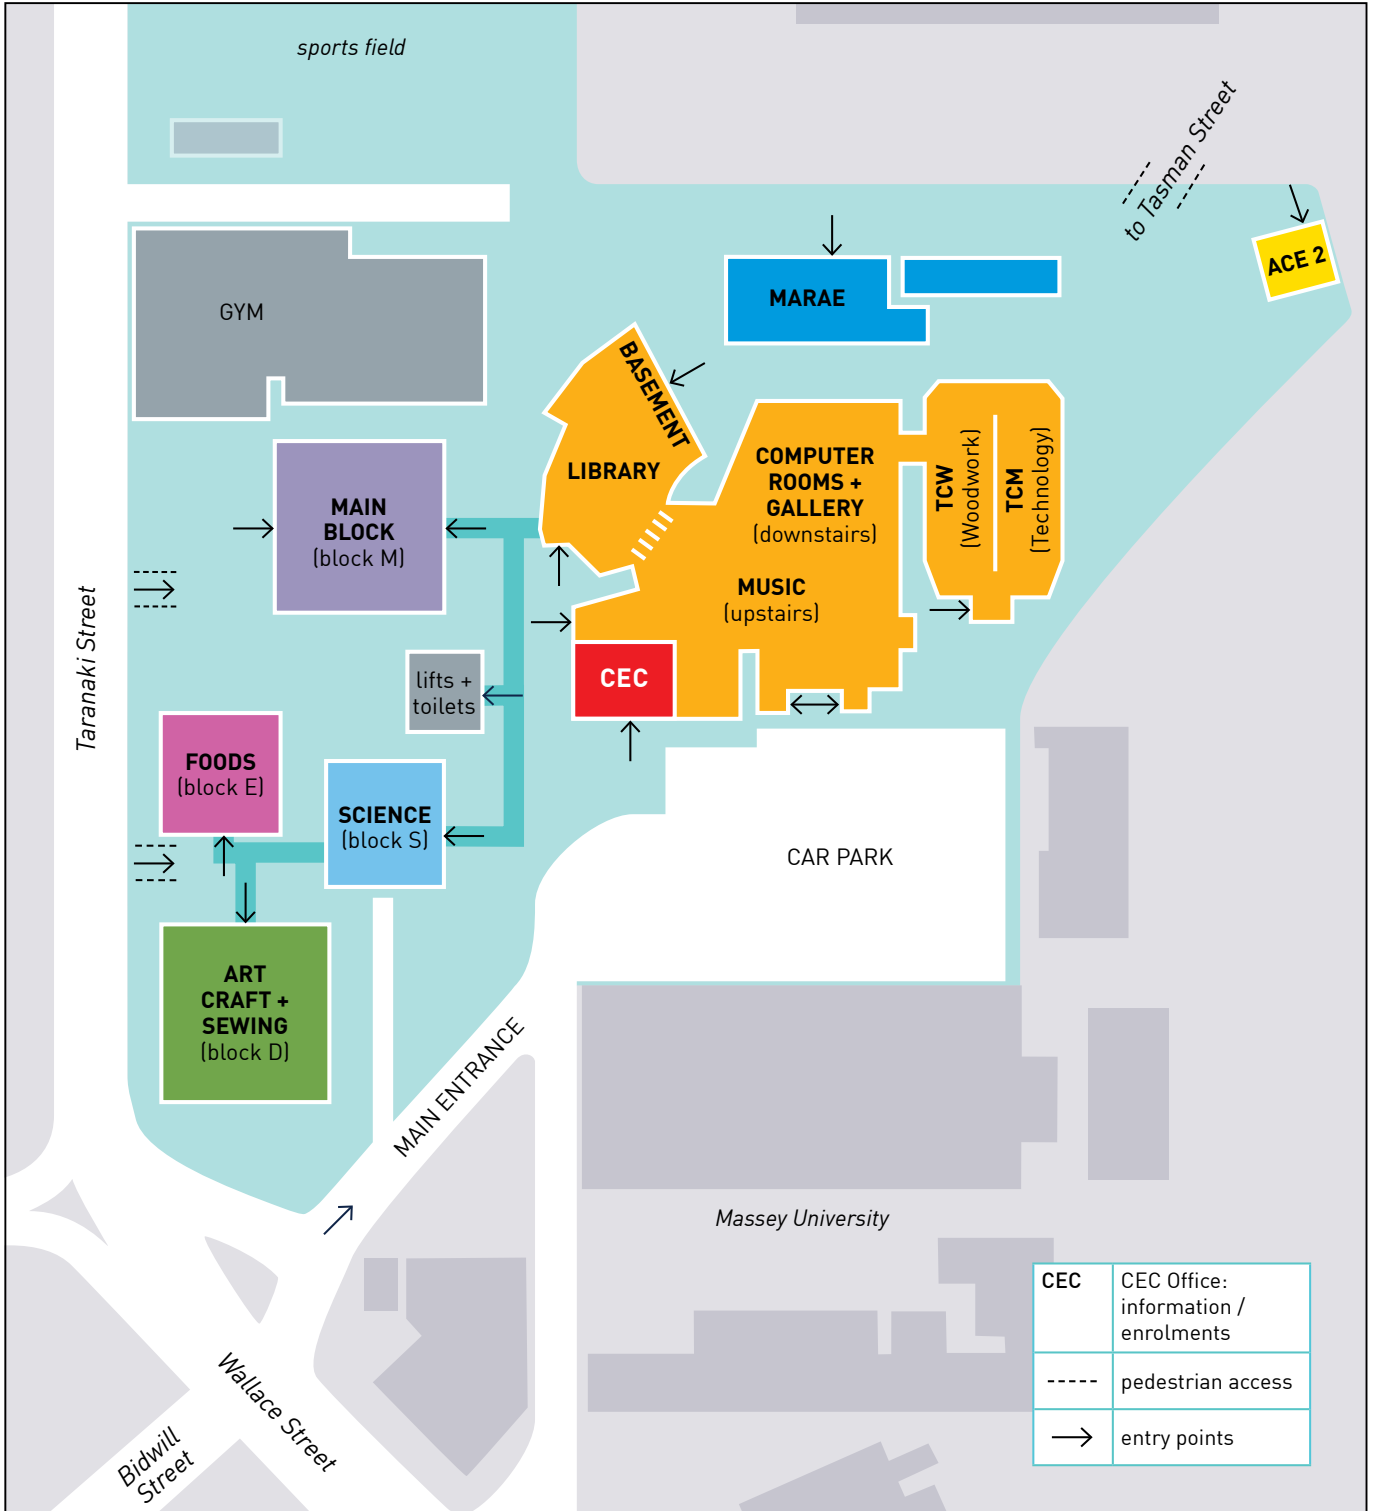 sports field
to Tasman Street
ACE 2
GYM
MARAE
BASEMENT
LIBRARY
COMPUTER
ROOMS +
GALLERY
(downstairs)
MUSIC
(upstairs)
TCW
(Woodwork)
TCM
(Technology)
MAIN
BLOCK
(block M)
Taranaki Street
lifts +
toilets
CEC
FOODS
(block E)
SCIENCE
(block S)
CAR PARK
ART
CRAFT +
SEWING
(block D)
MAIN ENTRANCE
Massey University
Wallace Street
Bidwill
Street
CEC
CEC Office:
information /
enrolments
pedestrian access
entry points